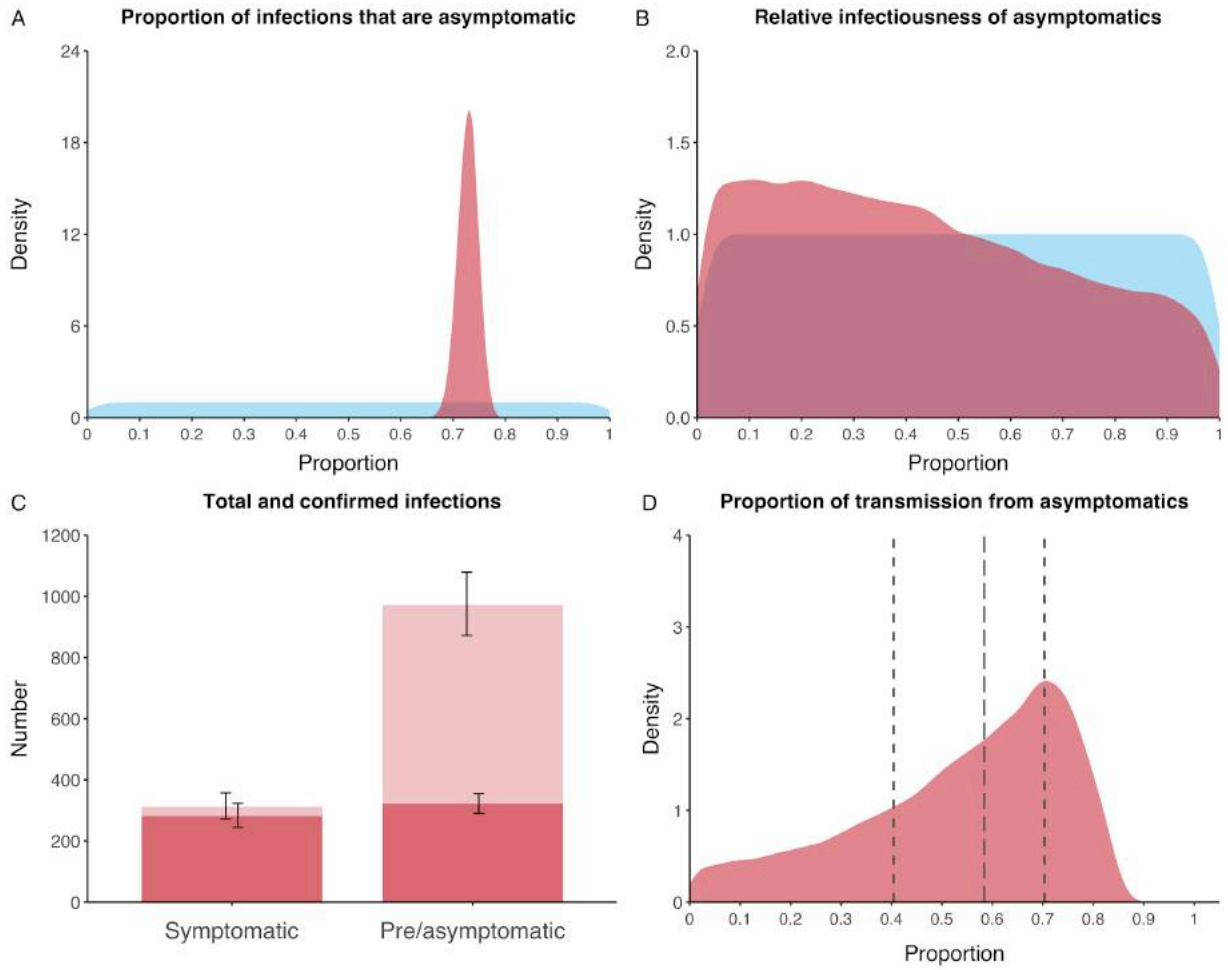 A
Proportion of infections that are asymptomatic
24
18
12
6
0
Density
0 0.1 0.2 0.3 0.4 0.5 0.6 0.7 0.8 0.9 1
Proportion
B
Relative infectiousness of asymptomatics
2.0
1.5
1.0
0.5
0.0
Density
0 0.1 0.2 0.3 0.4 0.5 0.6 0.7 0.8 0.9 1
Proportion
C
Total and confirmed infections
1200
1000
800
600
400
200
0
Number
Symptomatic Pre/asymptomatic
D
Proportion of transmission from asymptomatics
4
3
2
1
0
Density
0 0.1 0.2 0.3 0.4 0.5 0.6 0.7 0.8 0.9 1
Proportion